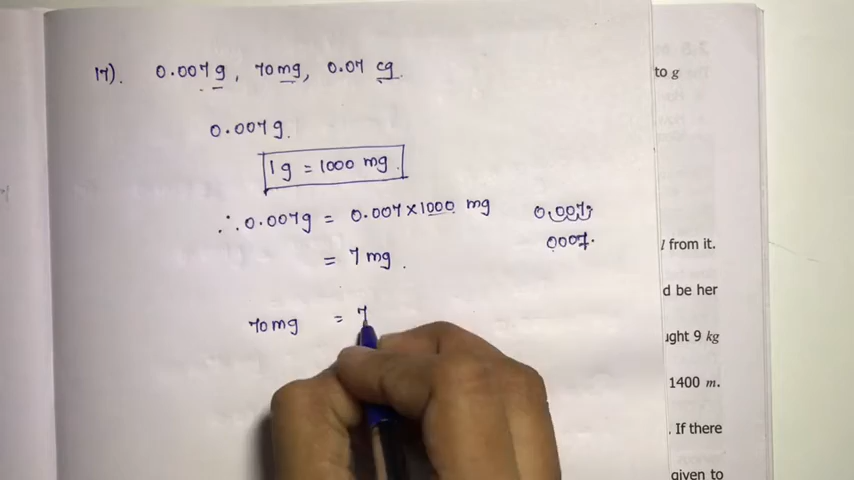 17). 0.007g, 70mg, 0.07 cg.
to g
0.007g.
1g = 1000 mg.
∴ 0.007g = 0.007×1000 mg
0.007.
0007.
= 7 mg.
l from it.
d be her
ught 9 kg
70mg = 7
1400 m.
. If there
given to